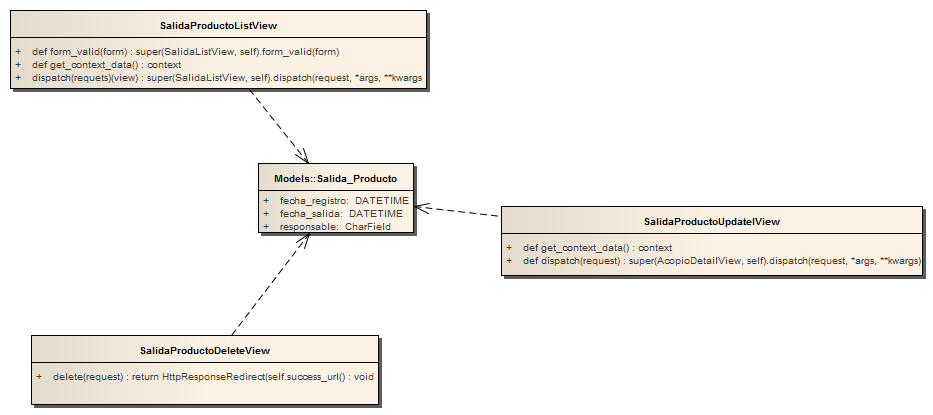 SalidaProductoListView
+ def form_valid(form) : super(SalidaListView, self).form_valid(form)
+ def get_context_data() : context
+ dispatch(requets)(view) : super(SalidaListView, self).dispatch(request, *args, **kwargs
Models::Salida_Producto
+ fecha_registro: DATETIME
+ fecha_salida: DATETIME
+ responsable: CharField
SalidaProductoUpdatelView
+ def get_context_data() : context
+ def dispatch(request) : super(AcopioDetailView, self).dispatch(request, *args, **kwargs)
SalidaProductoDeleteView
+ delete(request) : return HttpResponseRedirect(self.success_url() : void